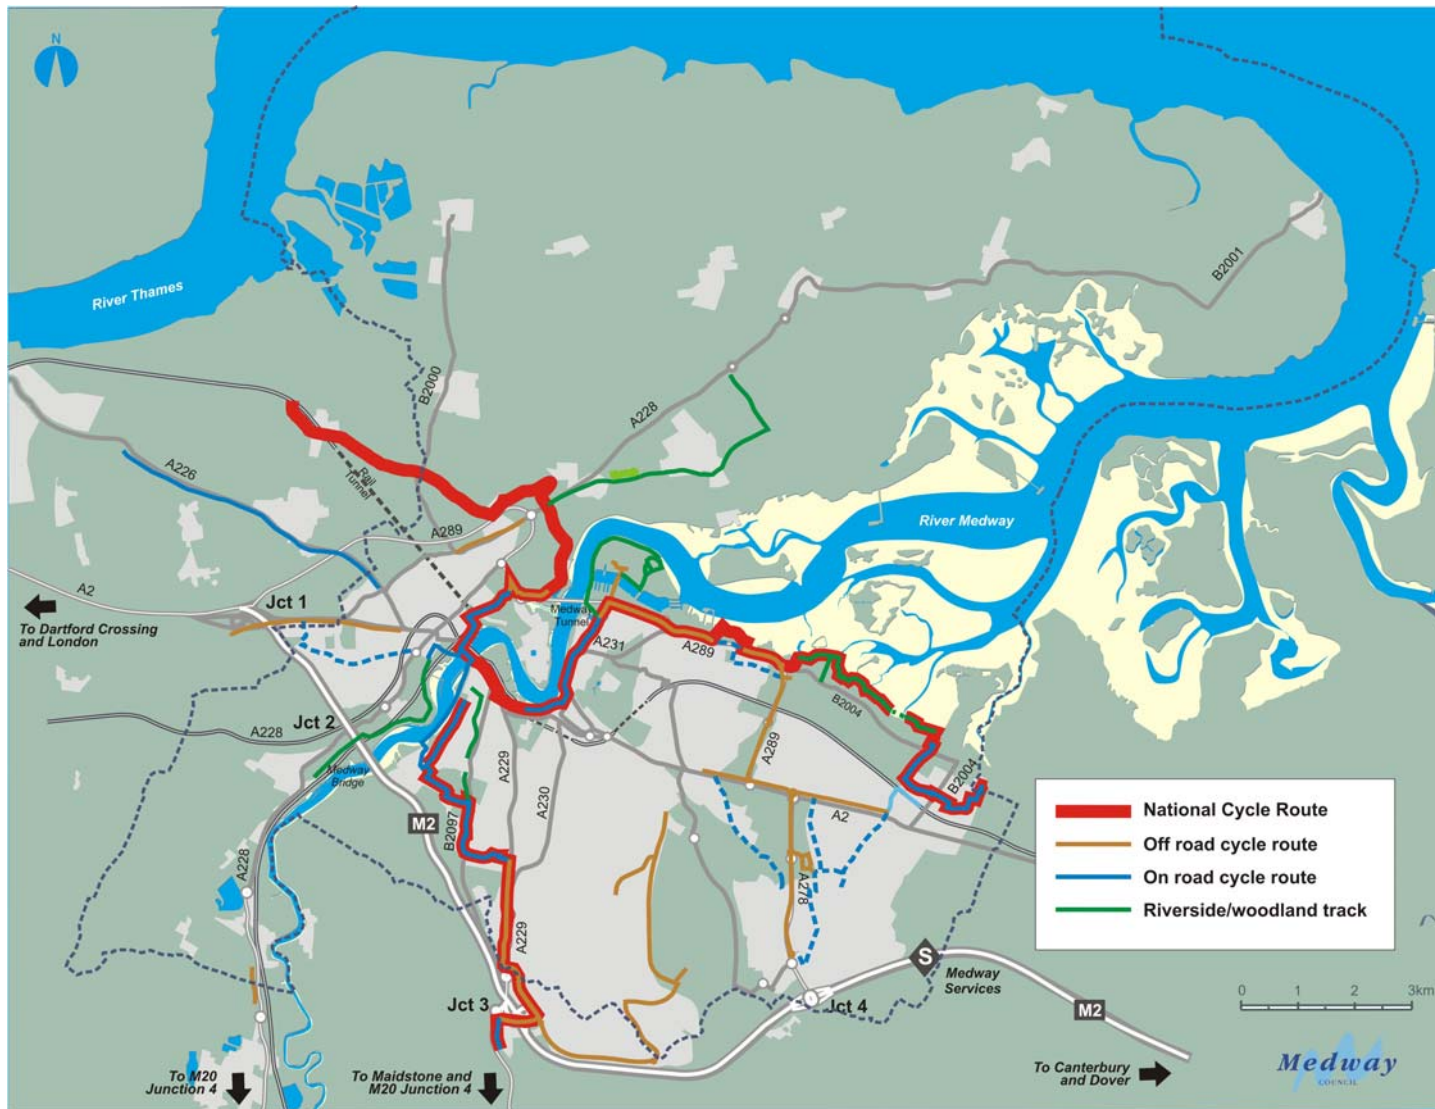 N
River Thames
B2001
B2000
A228
A226
Rail
Tunnel
A289
River Medway
A2
Jct 1
To Dartford Crossing
and London
Medway
Tunnel
A231
A289
B2004
Jct 2
A228
A229
A289
B2004
Medway
Bridge
A230
M2
B2097
A2
A228
A278
A229
National Cycle Route
Off road cycle route
On road cycle route
Riverside/woodland track
S
Medway
Services
Jct 3
Jct 4
M2
0 1 2 3km
To M20
Junction 4
To Maidstone and
M20 Junction 4
To Canterbury
and Dover
Medway
COUNCIL